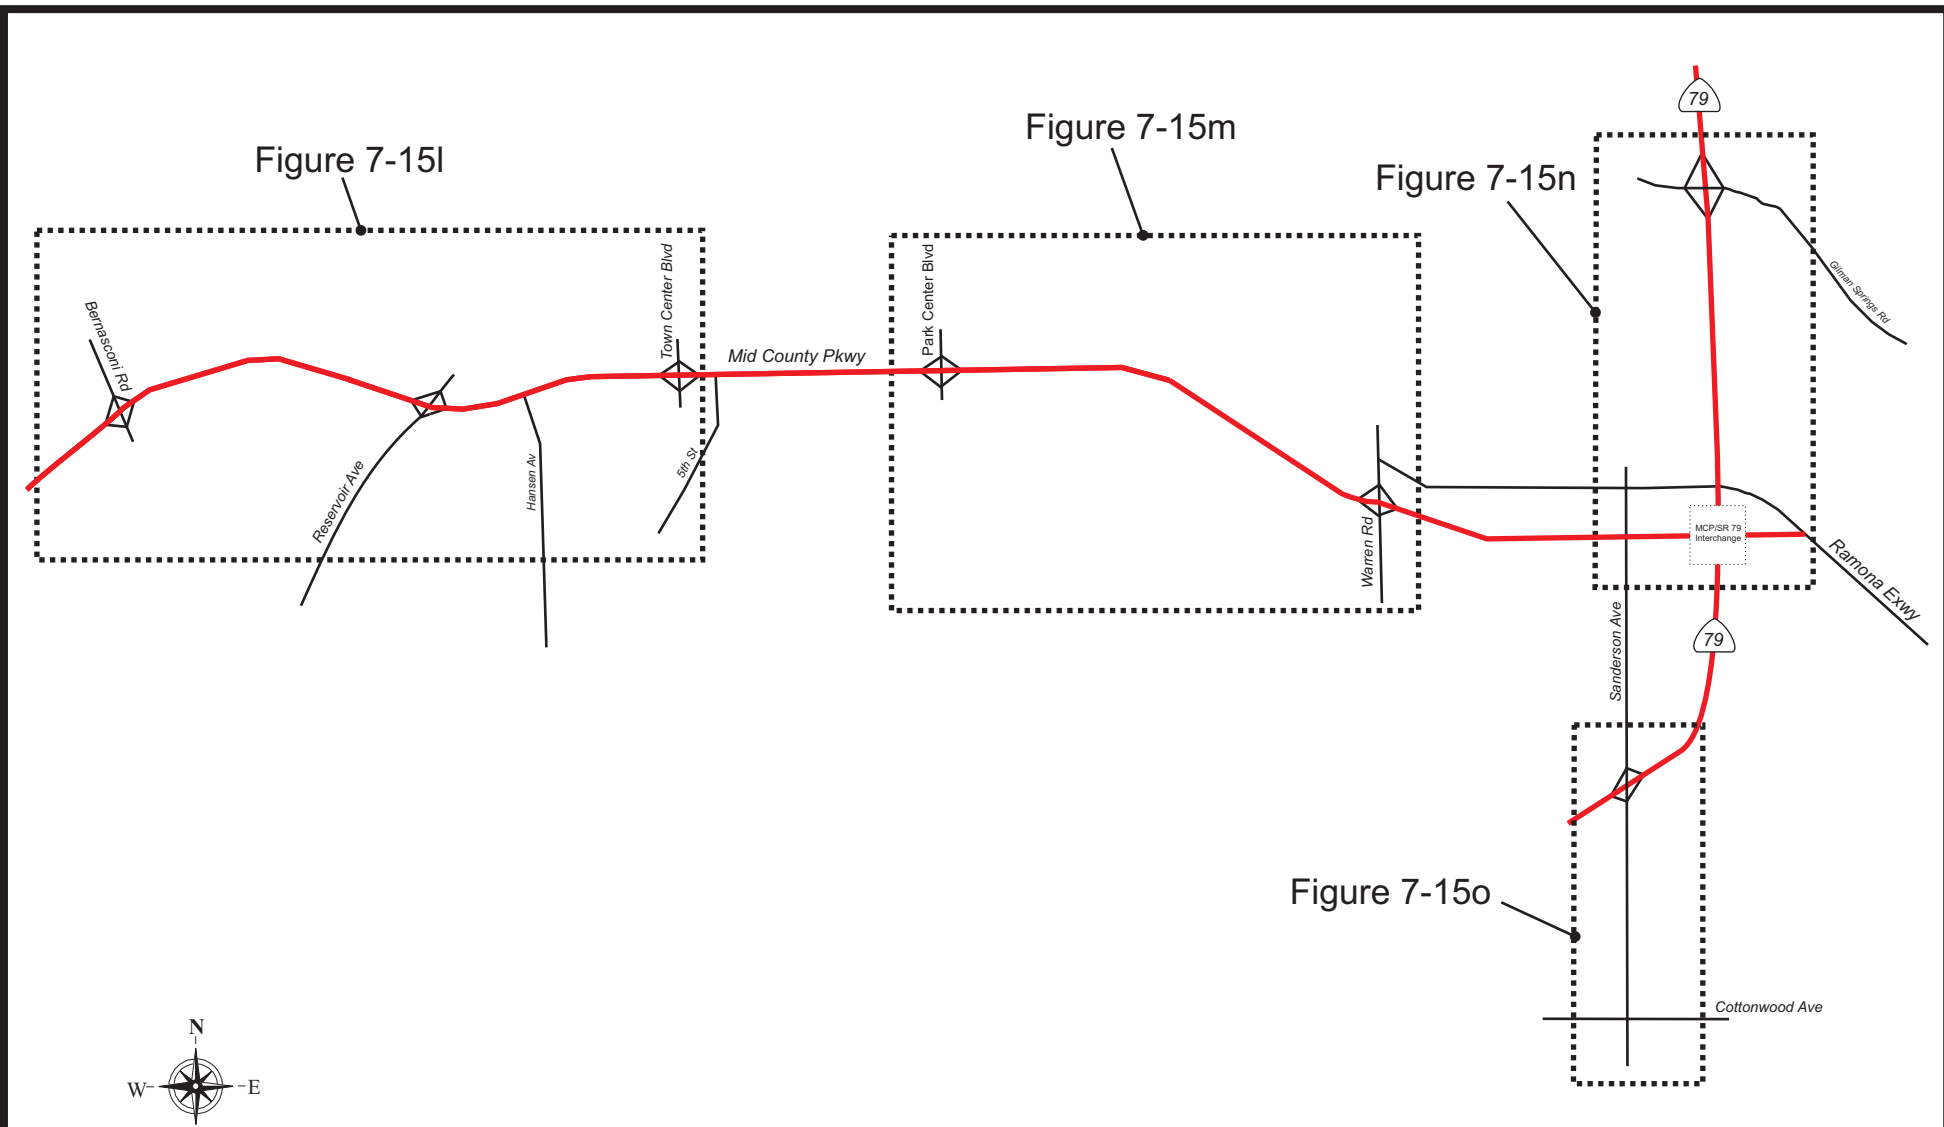 79
Figure 7-15m
Figure 7-15l
Figure 7-15n
Bernasconi Rd
Town Center Blvd
Park Center Blvd
Gilman Springs Rd
Mid County Pkwy
Reservoir Ave
Hansen Av
5th St
Warren Rd
MCP/SR 79
Interchange
Ramona Exwy
Sanderson Ave
79
Figure 7-15o
Cottonwood Ave
N
W
E